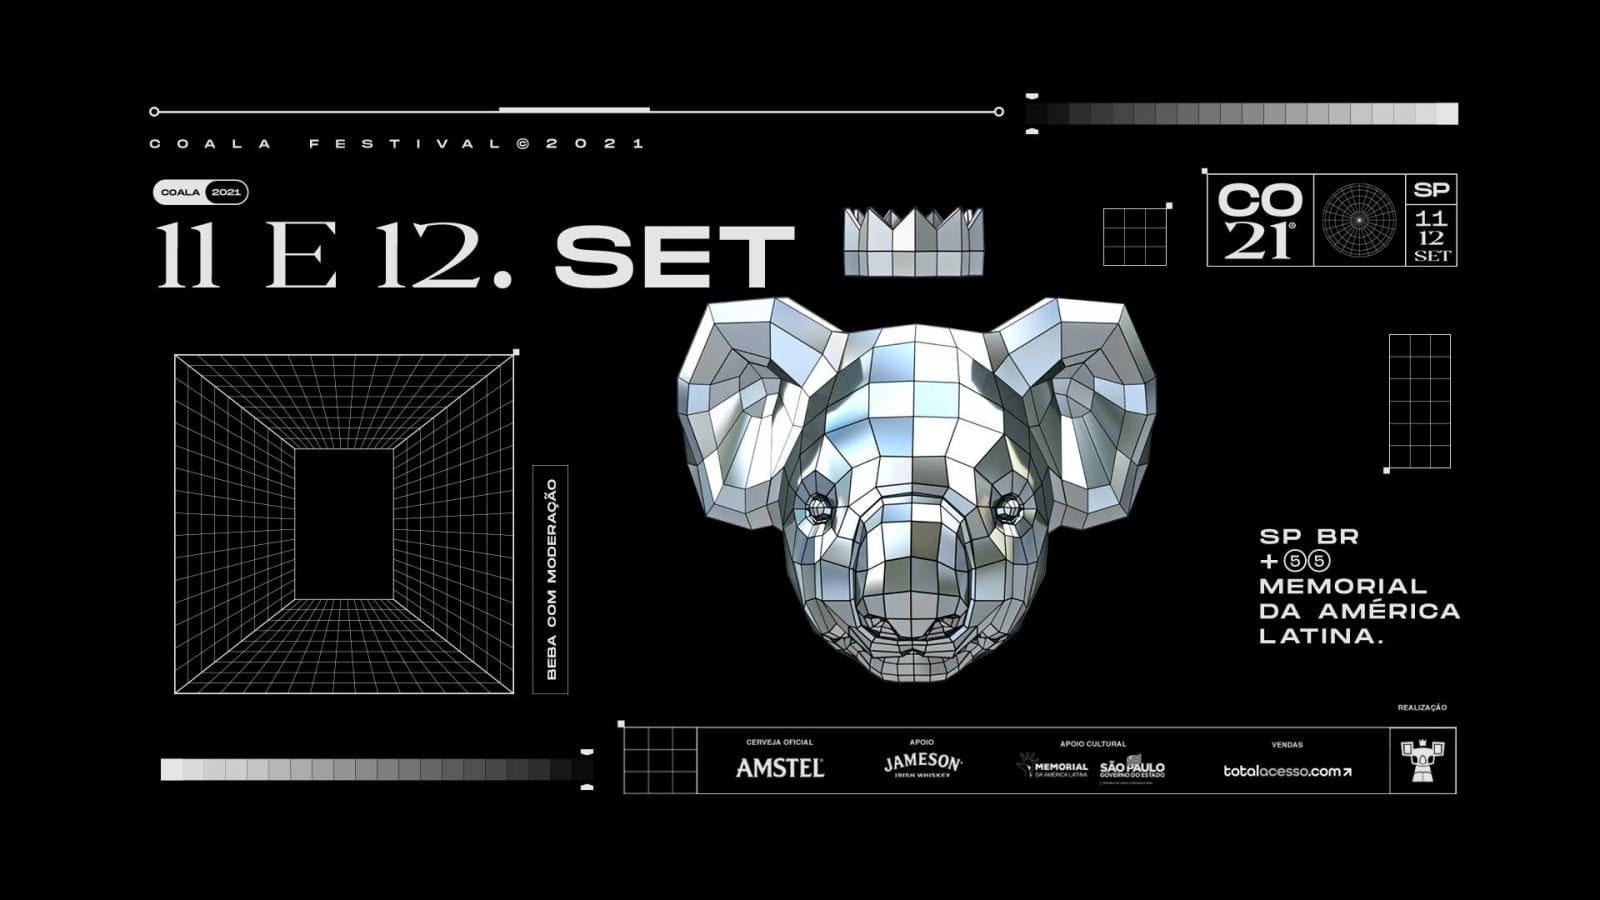 COALA FESTIVAL©2021
COALA 2021
11 E 12. SET
CO
21®
SP
11
12
SET
BEBA COM MODERAÇÃO
SP BR
+55
MEMORIAL
DA AMÉRICA
LATINA.
REALIZAÇÃO
CERVEJA OFICIAL
AMSTEL
APOIO
JAMESON
IRISH WHISKEY
APOIO CULTURAL
MEMORIAL
DA AMÉRICA LATINA
SÃO PAULO
GOVERNO DO ESTADO
VENDAS
totalacesso.com